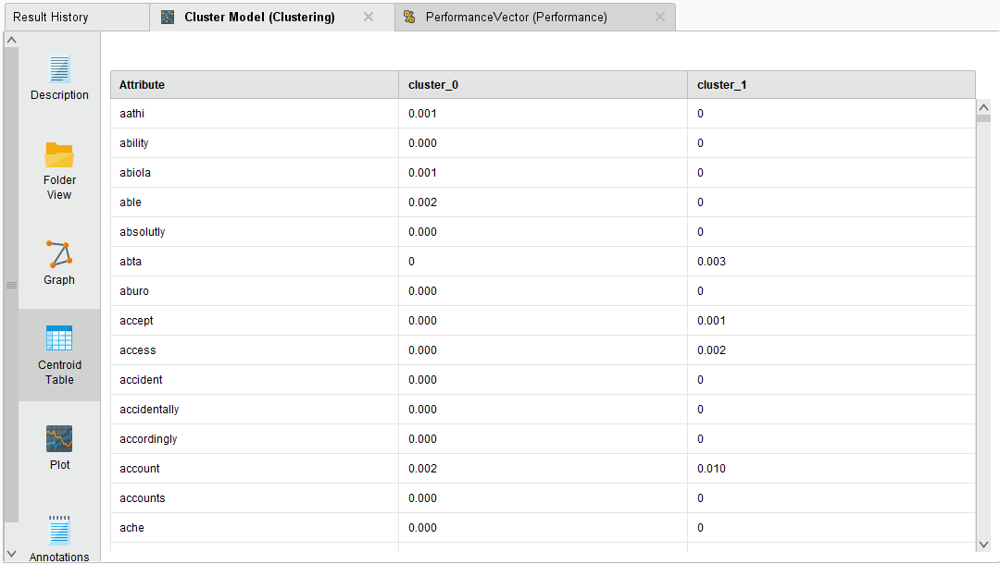 Result History
Cluster Model (Clustering)
PerformanceVector (Performance)
Description
Folder
View
Graph
Centroid
Table
Plot
Annotations
Attribute cluster_0 cluster_1
aathi 0.001 0
ability 0.000 0
abiola 0.001 0
able 0.002 0
absolutly 0.000 0
abta 0 0.003
aburo 0.000 0
accept 0.000 0.001
access 0.000 0.002
accident 0.000 0
accidentally 0.000 0
accordingly 0.000 0
account 0.002 0.010
accounts 0.000 0
ache 0.000 0